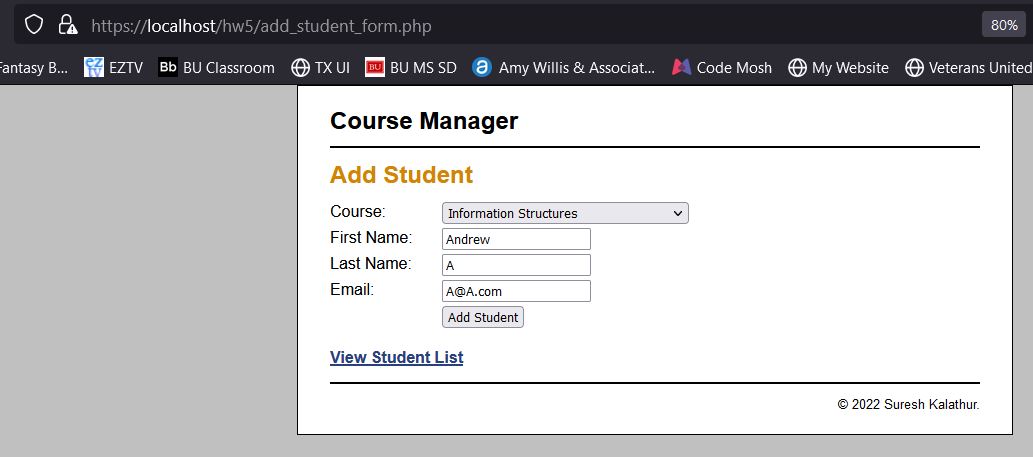 https://localhost/hw5/add_student_form.php 80%
Fantasy B... EZTV Bb BU Classroom TX UI BU BU MS SD a Amy Willis & Associat... Code Mosh My Website Veterans United
Course Manager
Add Student
Course: Information Structures
First Name: Andrew
Last Name: A
Email: A@A.com
Add Student
View Student List
© 2022 Suresh Kalathur.